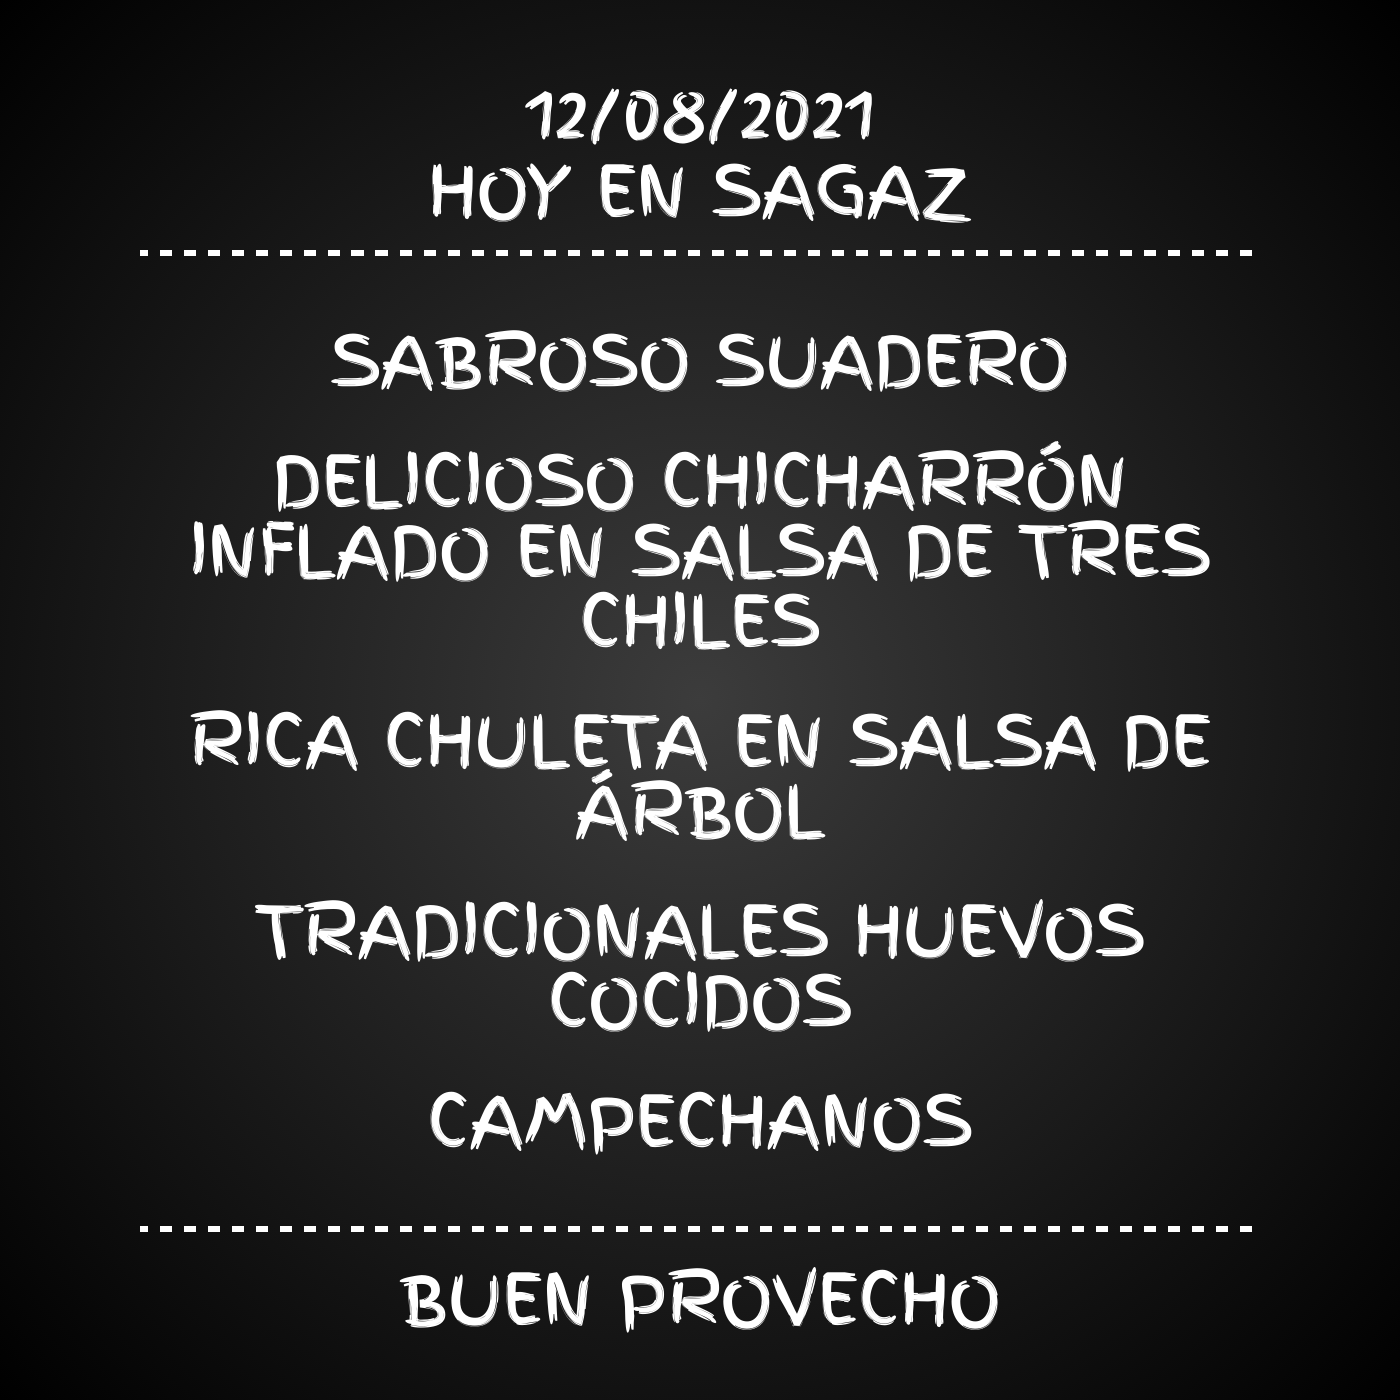 12/08/2021
HOY EN SAGAZ
SABROSO SUADERO
DELICIOSO CHICHARRÓN
INFLADO EN SALSA DE TRES
CHILES
RICA CHULETA EN SALSA DE
ÁRBOL
TRADICIONALES HUEVOS
COCIDOS
CAMPECHANOS
BUEN PROVECHO